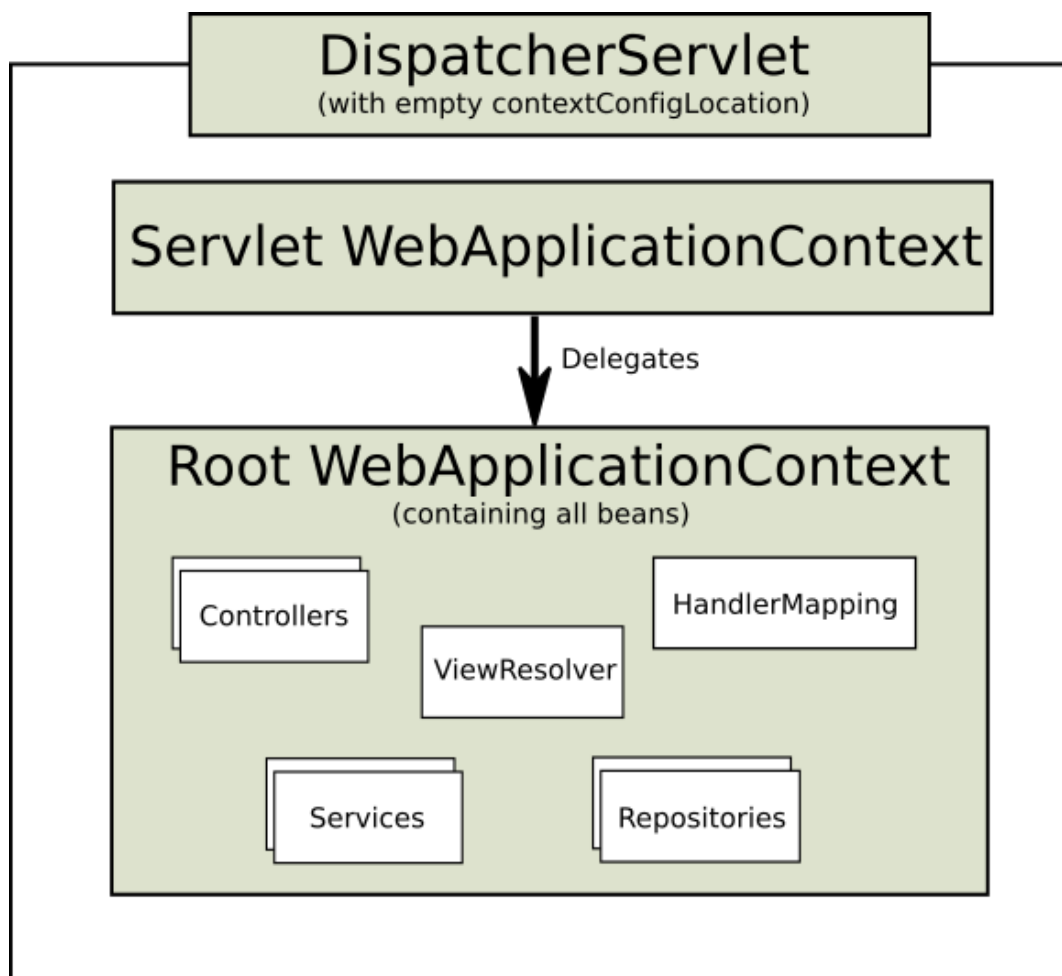 DispatcherServlet
(with empty contextConfigLocation)
Servlet WebApplicationContext
Delegates
Root WebApplicationContext
(containing all beans)
Controllers
HandlerMapping
ViewResolver
Services
Repositories